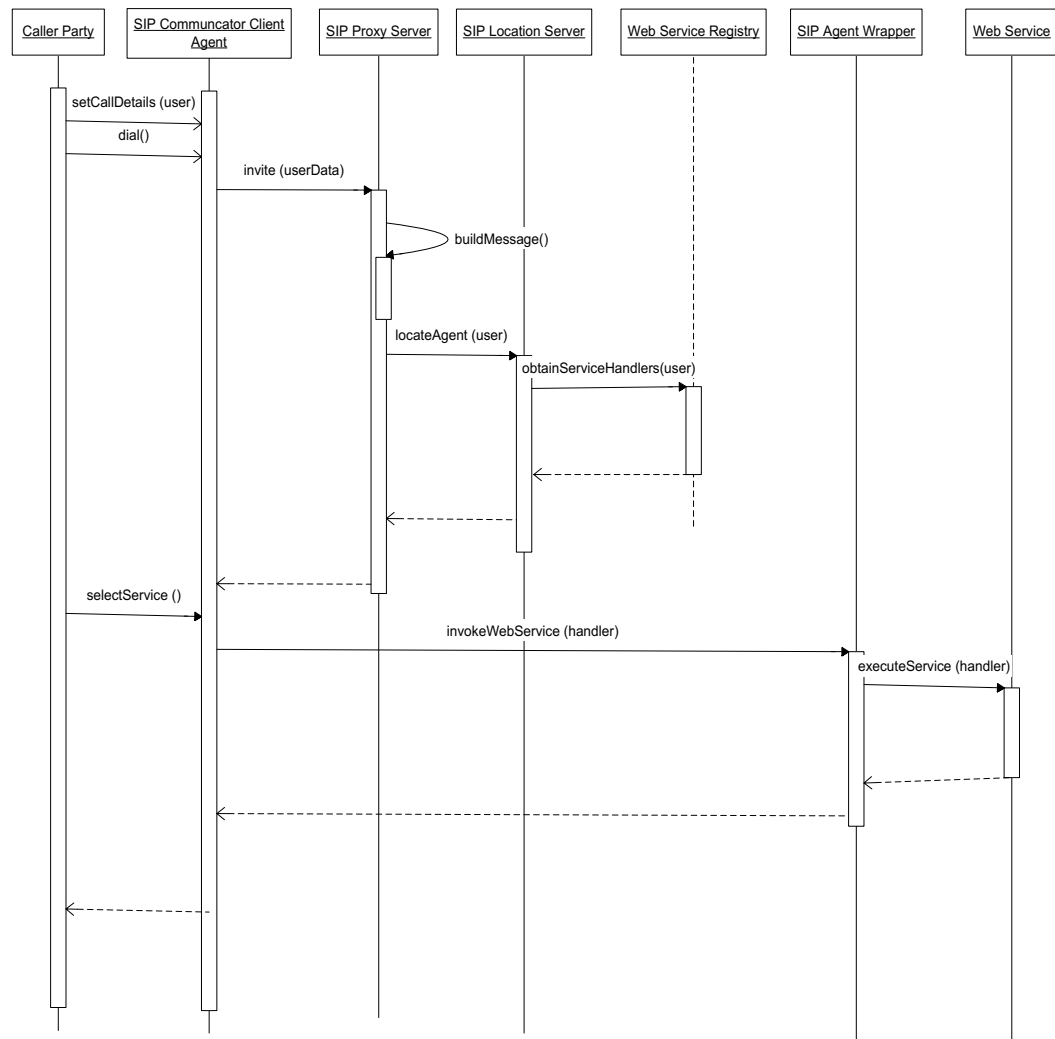 Caller Party
SIP Communcator Client
Agent
SIP Proxy Server
SIP Location Server
Web Service Registry
SIP Agent Wrapper
Web Service
setCallDetails (user)
dial()
invite (userData)
buildMessage()
locateAgent (user)
obtainServiceHandlers(user)
selectService ()
invokeWebService (handler)
executeService (handler)